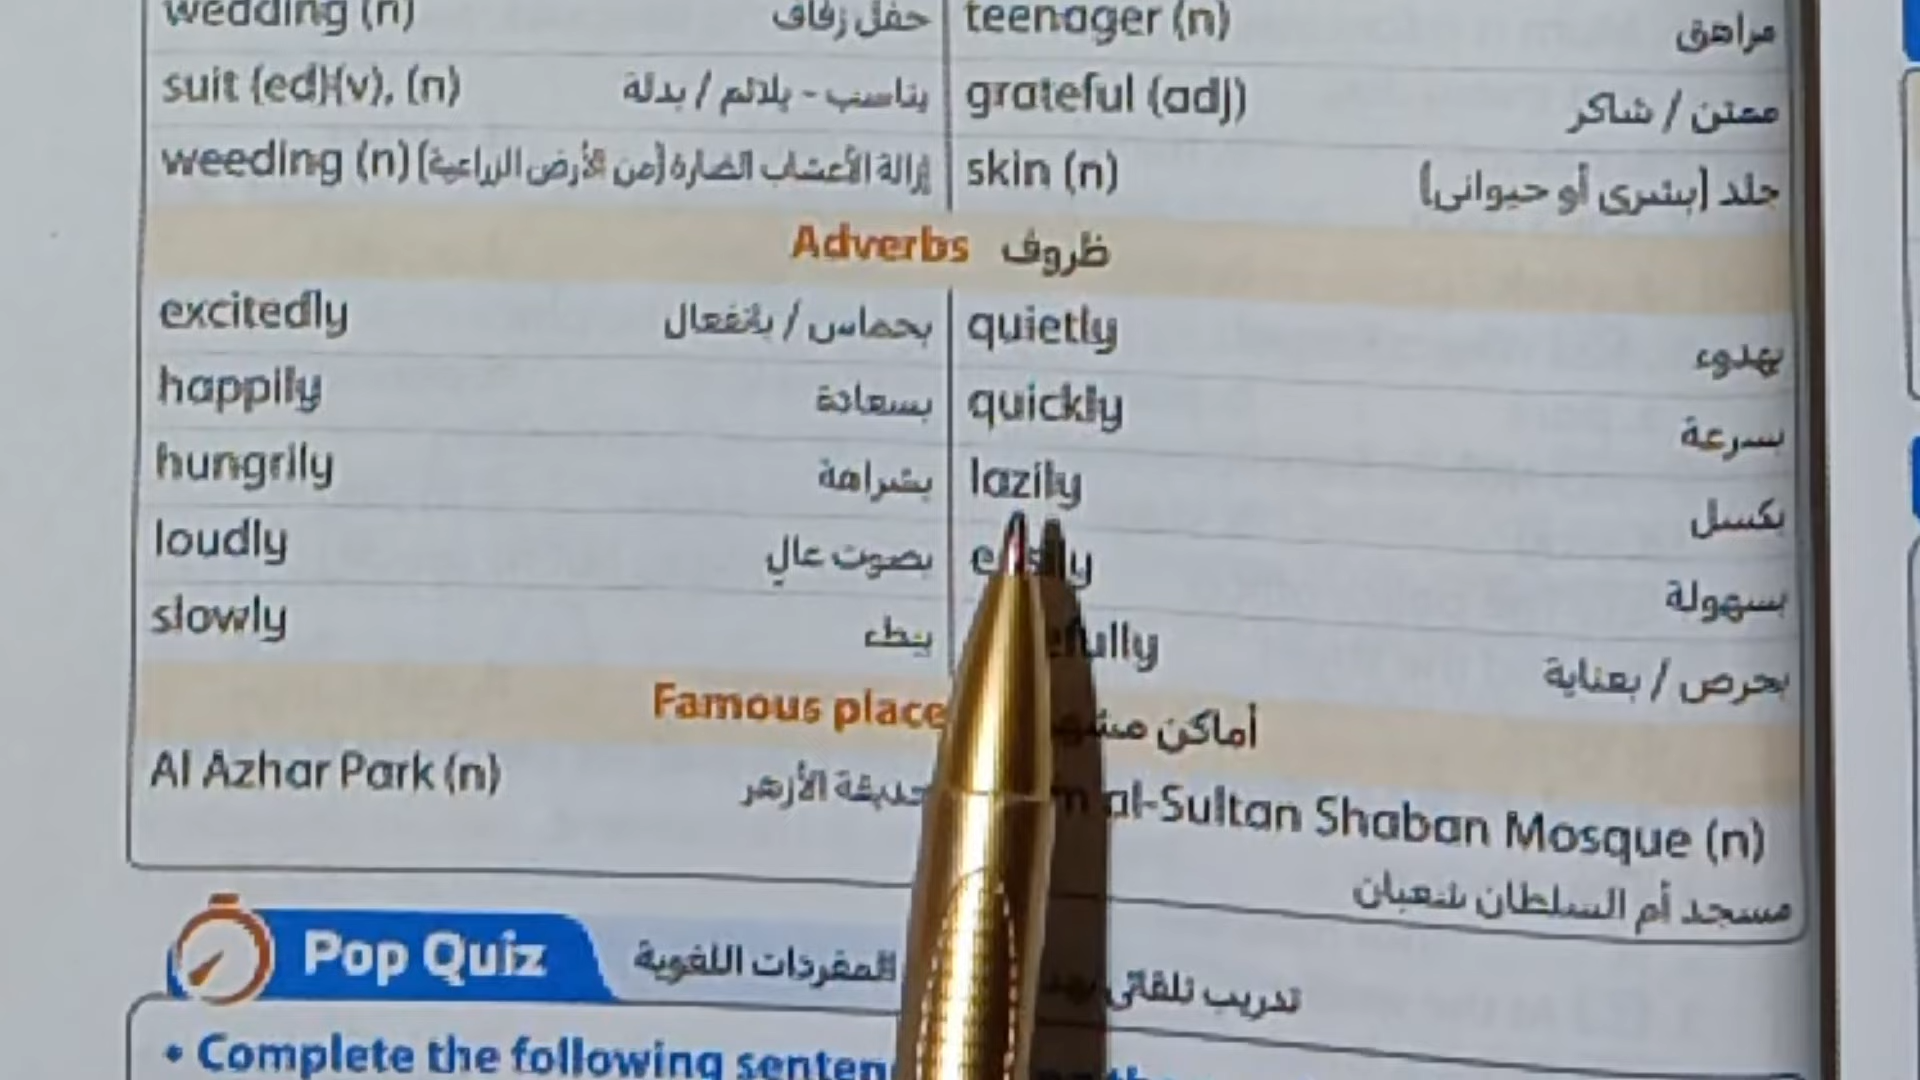 wedding (n) حفل زفاف teenager (n) مراهق
suit (ed)(v), (n) يناسب - يلائم / بدلة grateful (adj) ممتن / شاكر
weeding (n) إزالة الأعشاب الضارة (من الأرض الزراعية) skin (n) جلد (بشرى أو حيوانى)
Adverbs ظروف
excitedly بحماس / بانفعال quietly بهدوء
happily بسعادة quickly بسرعة
hungrily بشراهة lazily بكسل
loudly بصوت عالٍ بسهولة
slowly ببطء بحرص / بعناية
Famous place أماكن
Al Azhar Park (n) حديقة الأزهر al-Sultan Shaban Mosque (n)
مسجد أم السلطان شعبان
Pop Quiz تدريب تلقائى المفردات اللغوية
• Complete the following